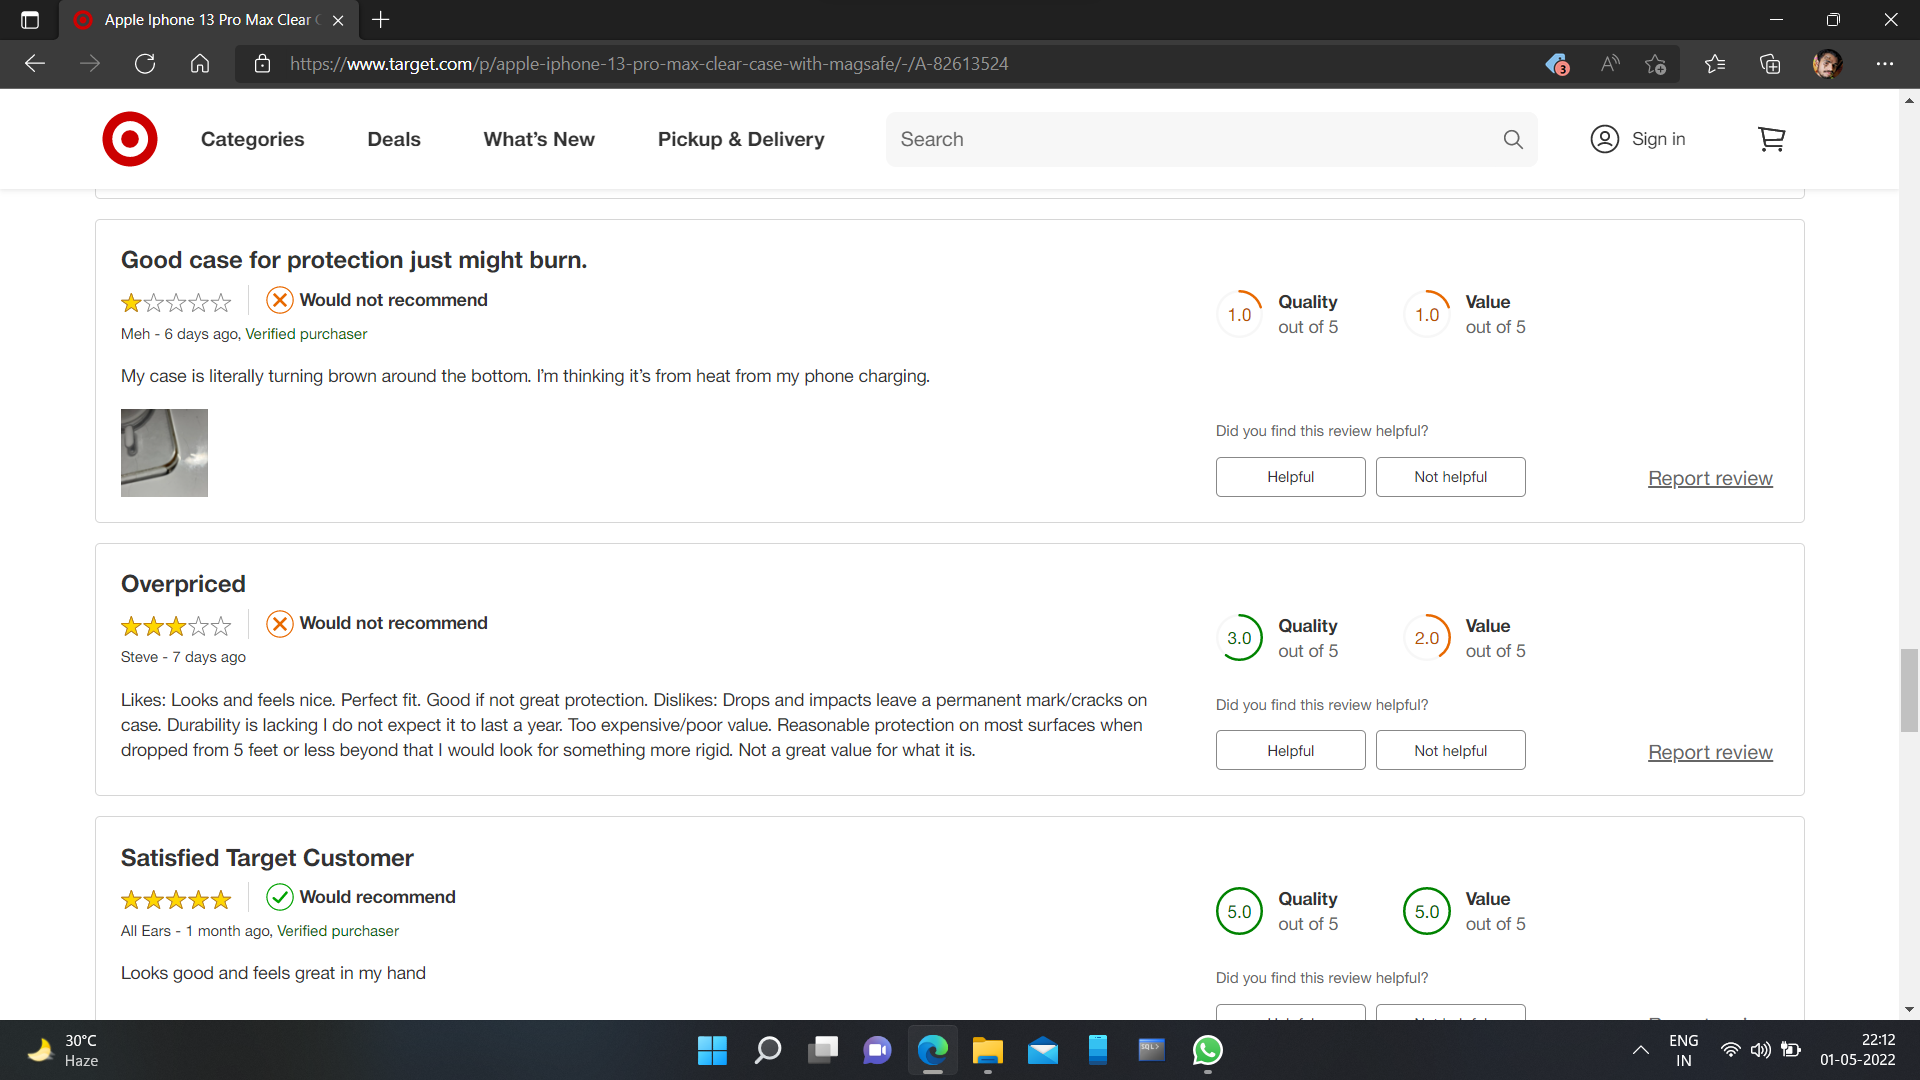 Apple Iphone 13 Pro Max Clear C
https://www.target.com/p/apple-iphone-13-pro-max-clear-case-with-magsafe/-/A-82613524
3
Categories
Deals
What's New
Pickup & Delivery
Search
Sign in
Good case for protection just might burn.
Would not recommend
Meh - 6 days ago, Verified purchaser
My case is literally turning brown around the bottom. I'm thinking it's from heat from my phone charging.
1.0
Quality
out of 5
1.0
Value
out of 5
Did you find this review helpful?
Helpful
Not helpful
Report review
Overpriced
Would not recommend
Steve - 7 days ago
Likes: Looks and feels nice. Perfect fit. Good if not great protection. Dislikes: Drops and impacts leave a permanent mark/cracks on
case. Durability is lacking I do not expect it to last a year. Too expensive/poor value. Reasonable protection on most surfaces when
dropped from 5 feet or less beyond that I would look for something more rigid. Not a great value for what it is.
3.0
Quality
out of 5
2.0
Value
out of 5
Did you find this review helpful?
Helpful
Not helpful
Report review
Satisfied Target Customer
Would recommend
All Ears - 1 month ago, Verified purchaser
Looks good and feels great in my hand
5.0
Quality
out of 5
5.0
Value
out of 5
Did you find this review helpful?
30°C
Haze
SQL>
ENG
IN
22:12
01-05-2022